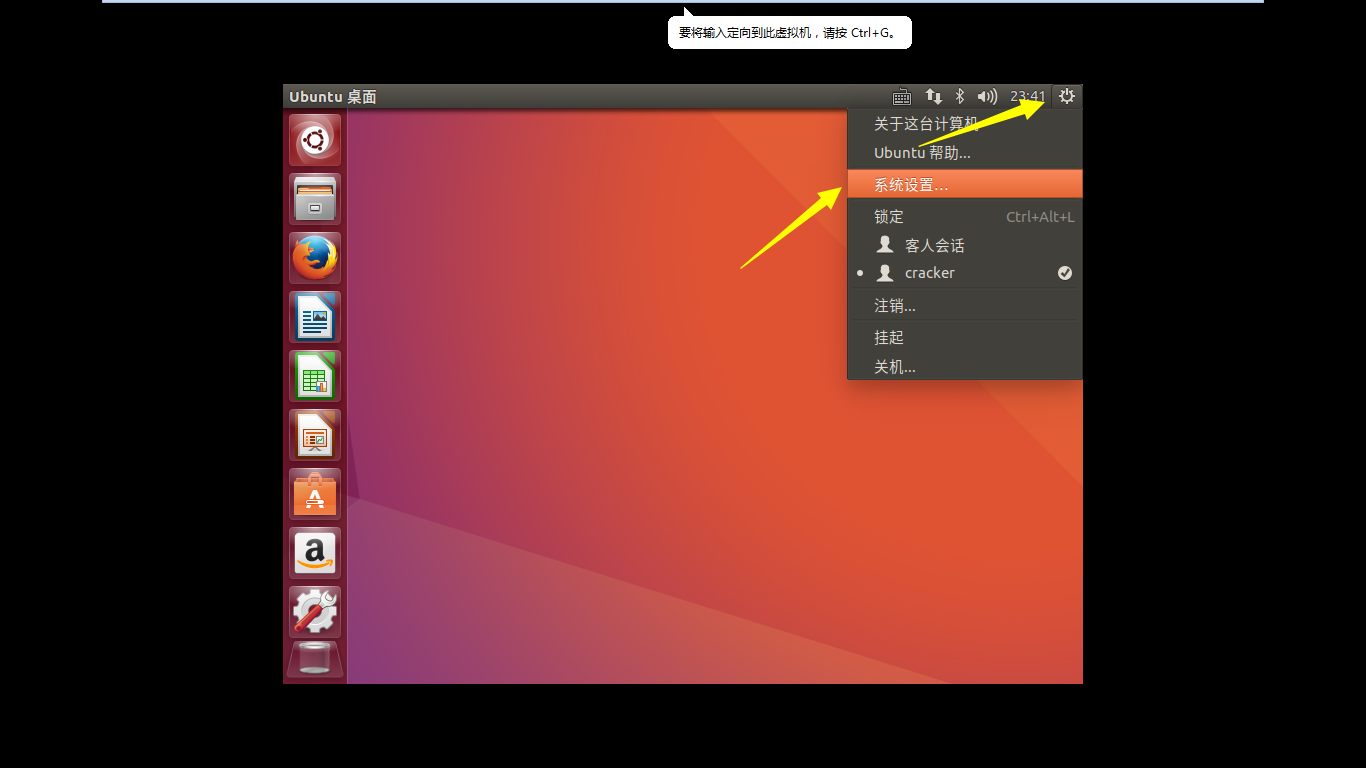 要将输入定向到此虚拟机，请按 Ctrl+G。
Ubuntu 桌面
23:41
关于这台计算机
Ubuntu 帮助...
系统设置...
锁定 Ctrl+Alt+L
客人会话
cracker
注销...
挂起
关机...